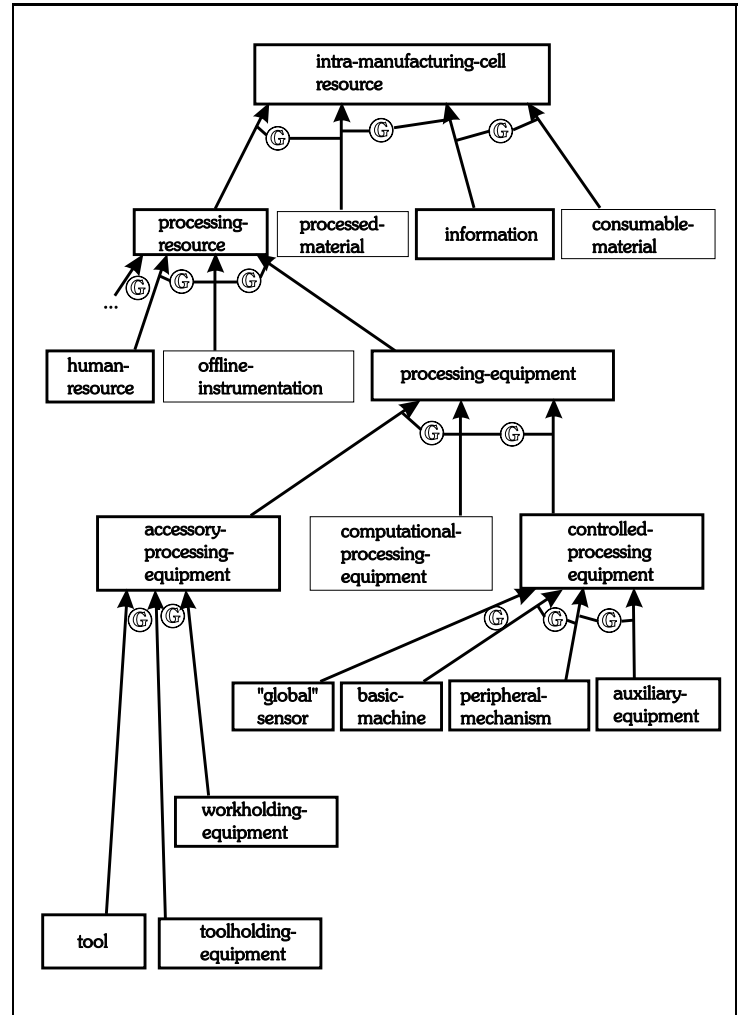 intra-manufacturing-cell
resource
G
G
G
processing-
resource
processed-
material
information
consumable-
material
G
G
G
...
human-
resource
offline-
instrumentation
processing-equipment
G
G
accessory-
processing-
equipment
computational-
processing-
equipment
controlled-
processing
equipment
G
G
G
G
G
"global"
sensor
basic-
machine
peripheral-
mechanism
auxiliary-
equipment
workholding-
equipment
tool
toolholding-
equipment